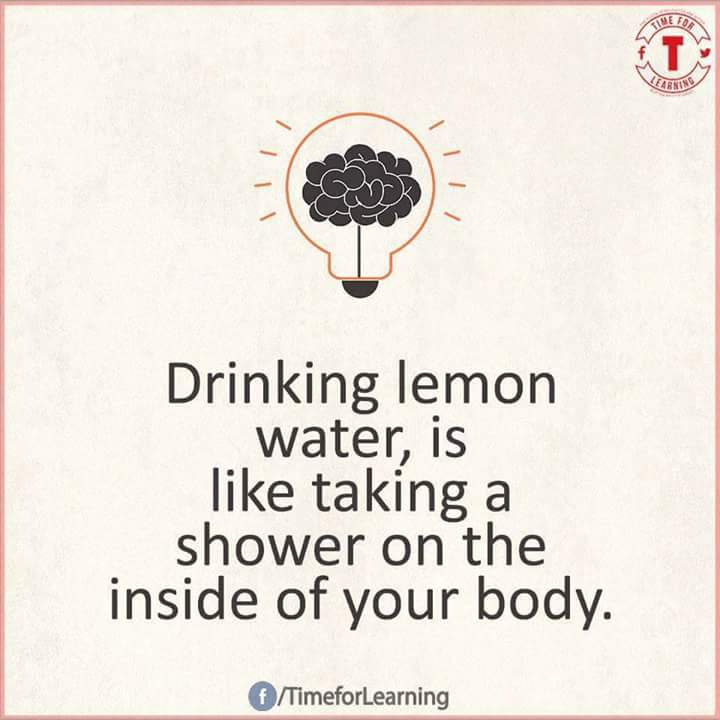 TIME FOR
f T
LEARNING
Drinking lemon
water, is
like taking a
shower on the
inside of your body.
f /TimeforLearning